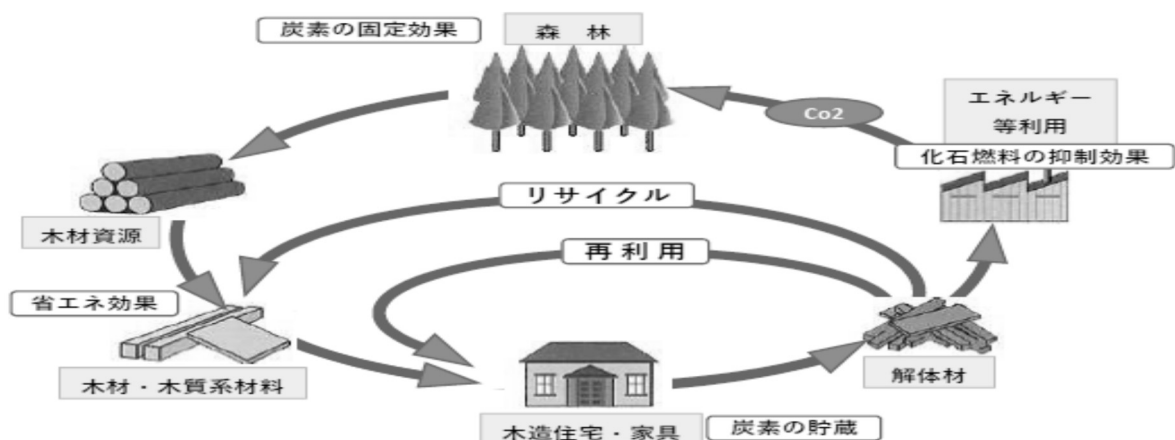 炭素の固定効果
森 林
エネルギー
等利用
Co2
化石燃料の抑制効果
リサイクル
木材資源
再利用
省エネ効果
木材・木質系材料
解体材
木造住宅・家具
炭素の貯蔵